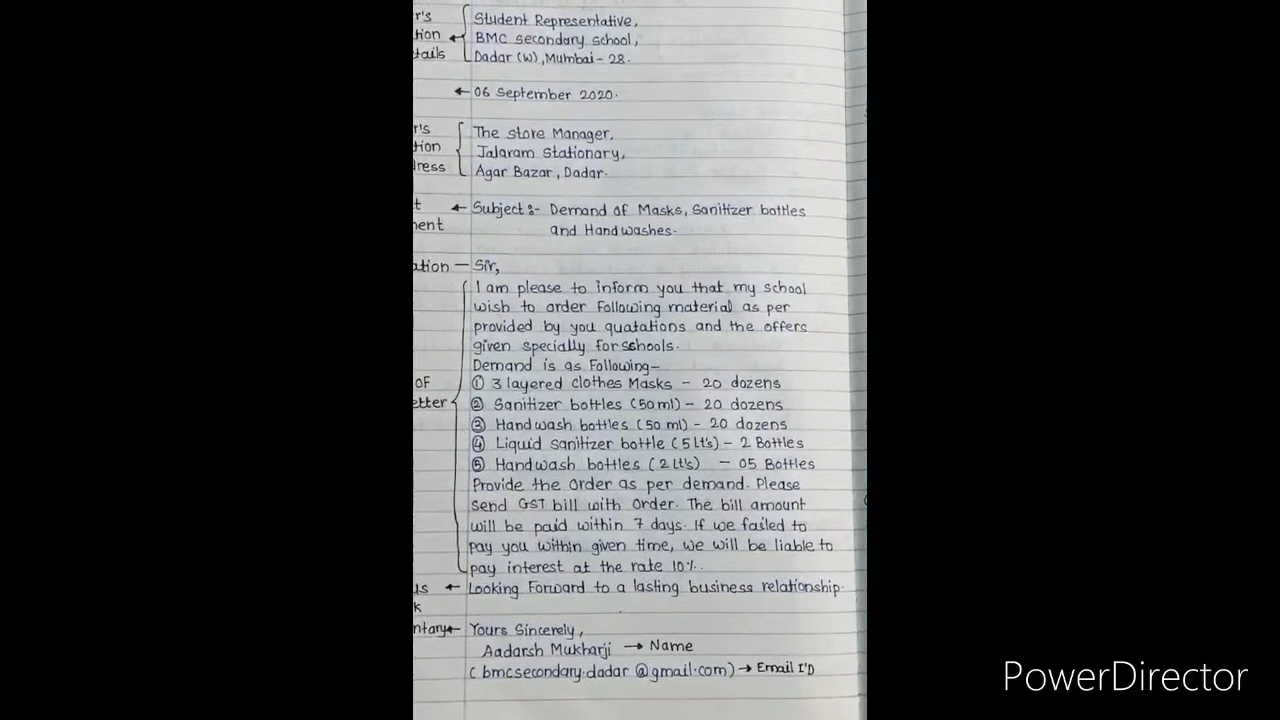 r's
Student Representative,
tion ← BMC secondary school,
tails
Dadar (W), Mumbai - 28.
← 06 September 2020.
r's
The store Manager,
tion
Jalaram Stationary,
ress
Agar Bazar, Dadar.
t ← Subject :- Demand of Masks, Sanitizer bottles
ment
and Handwashes.
ation — Sir,
I am please to inform you that my school
wish to order following material as per
provided by you quatations and the offers
given specially for sschools.
Demand is as Following-
① 3 layered clothes Masks - 20 dozens
OF
② Sanitizer bottles (50 ml) - 20 dozens
etter
③ Handwash bottles (50 ml) - 20 dozens
④ Liquid sanitizer bottle (5 Lt's) - 2 Bottles
⑤ Handwash bottles (2 Lt's) - 05 Bottles
Provide the order as per demand. Please
send GST bill with order. The bill amount
will be paid within 7 days. If we failed to
pay you within given time, we will be liable to
pay interest at the rate 10%.
us ← Looking Forward to a lasting business relationship.
k
ntary ← Yours Sincerely,
Aadarsh Mukharji → Name
(bmcsecondary.dadar @gmail.com) → Email I'D
PowerDirector